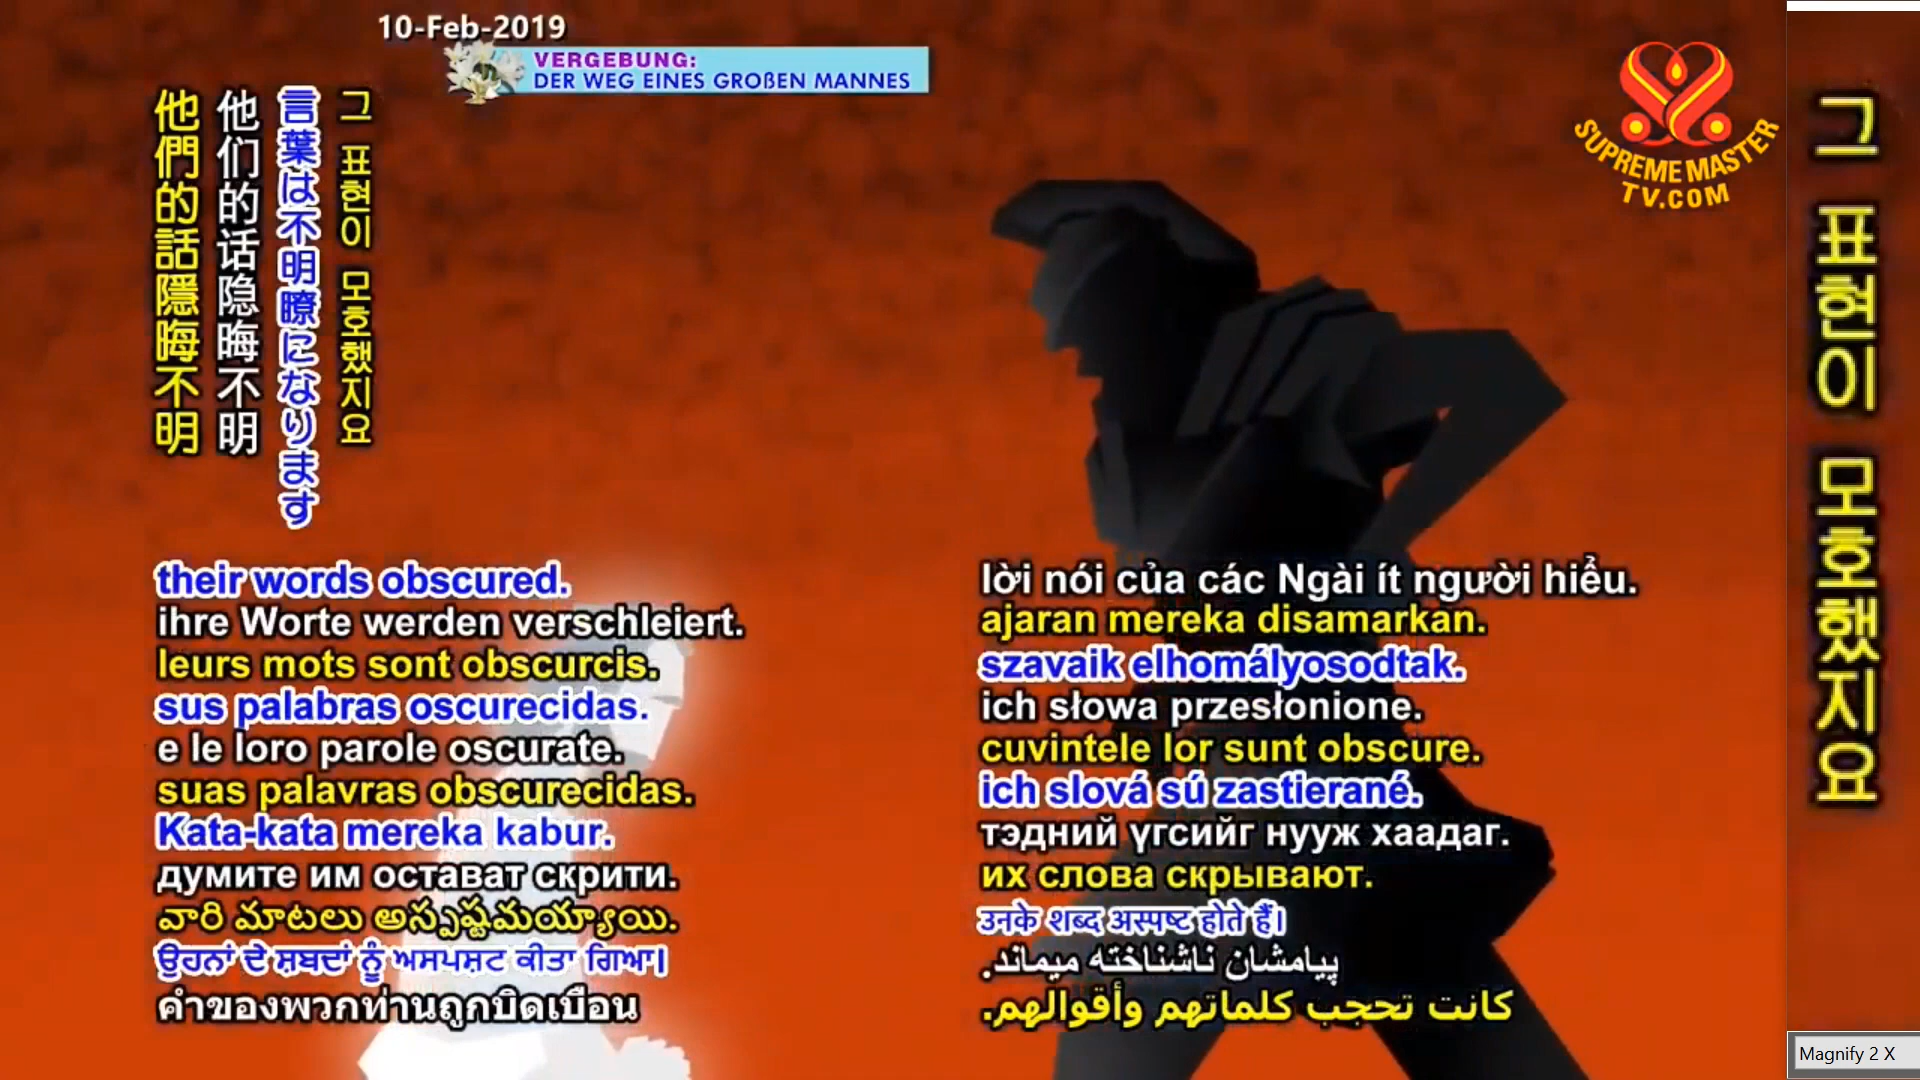 10-Feb-2019
VERGEBUNG:
DER WEG EINES GROßEN MANNES
SUPREME MASTER
TV.COM
그 표현이 모호했지요
言葉は不明瞭になります
他们的话隐晦不明
他們的話隱晦不明
their words obscured.
ihre Worte werden verschleiert.
leurs mots sont obscurcis.
sus palabras oscurecidas.
e le loro parole oscurate.
suas palavras obscurecidas.
Kata-kata mereka kabur.
думите им остават скрити.
వారి మాటలు అస్పష్టమయ్యాయి.
ਉਹਨਾਂ ਦੇ ਸ਼ਬਦਾਂ ਨੂੰ ਅਸਪਸ਼ਟ ਕੀਤਾ ਗਿਆ।
คำของพวกท่านถูกบิดเบือน
lời nói của các Ngài ít người hiểu.
ajaran mereka disamarkan.
szavaik elhomályosodtak.
ich słowa przesłonione.
cuvintele lor sunt obscure.
ich slová sú zastierané.
тэдний үгсийг нууж хаадаг.
их слова скрывают.
उनके शब्द अस्पष्ट होते हैं।
پیامشان ناشناخته میماند.
كانت تحجب كلماتهم وأقوالهم.
그 표현이 모호했지요
Magnify 2 X